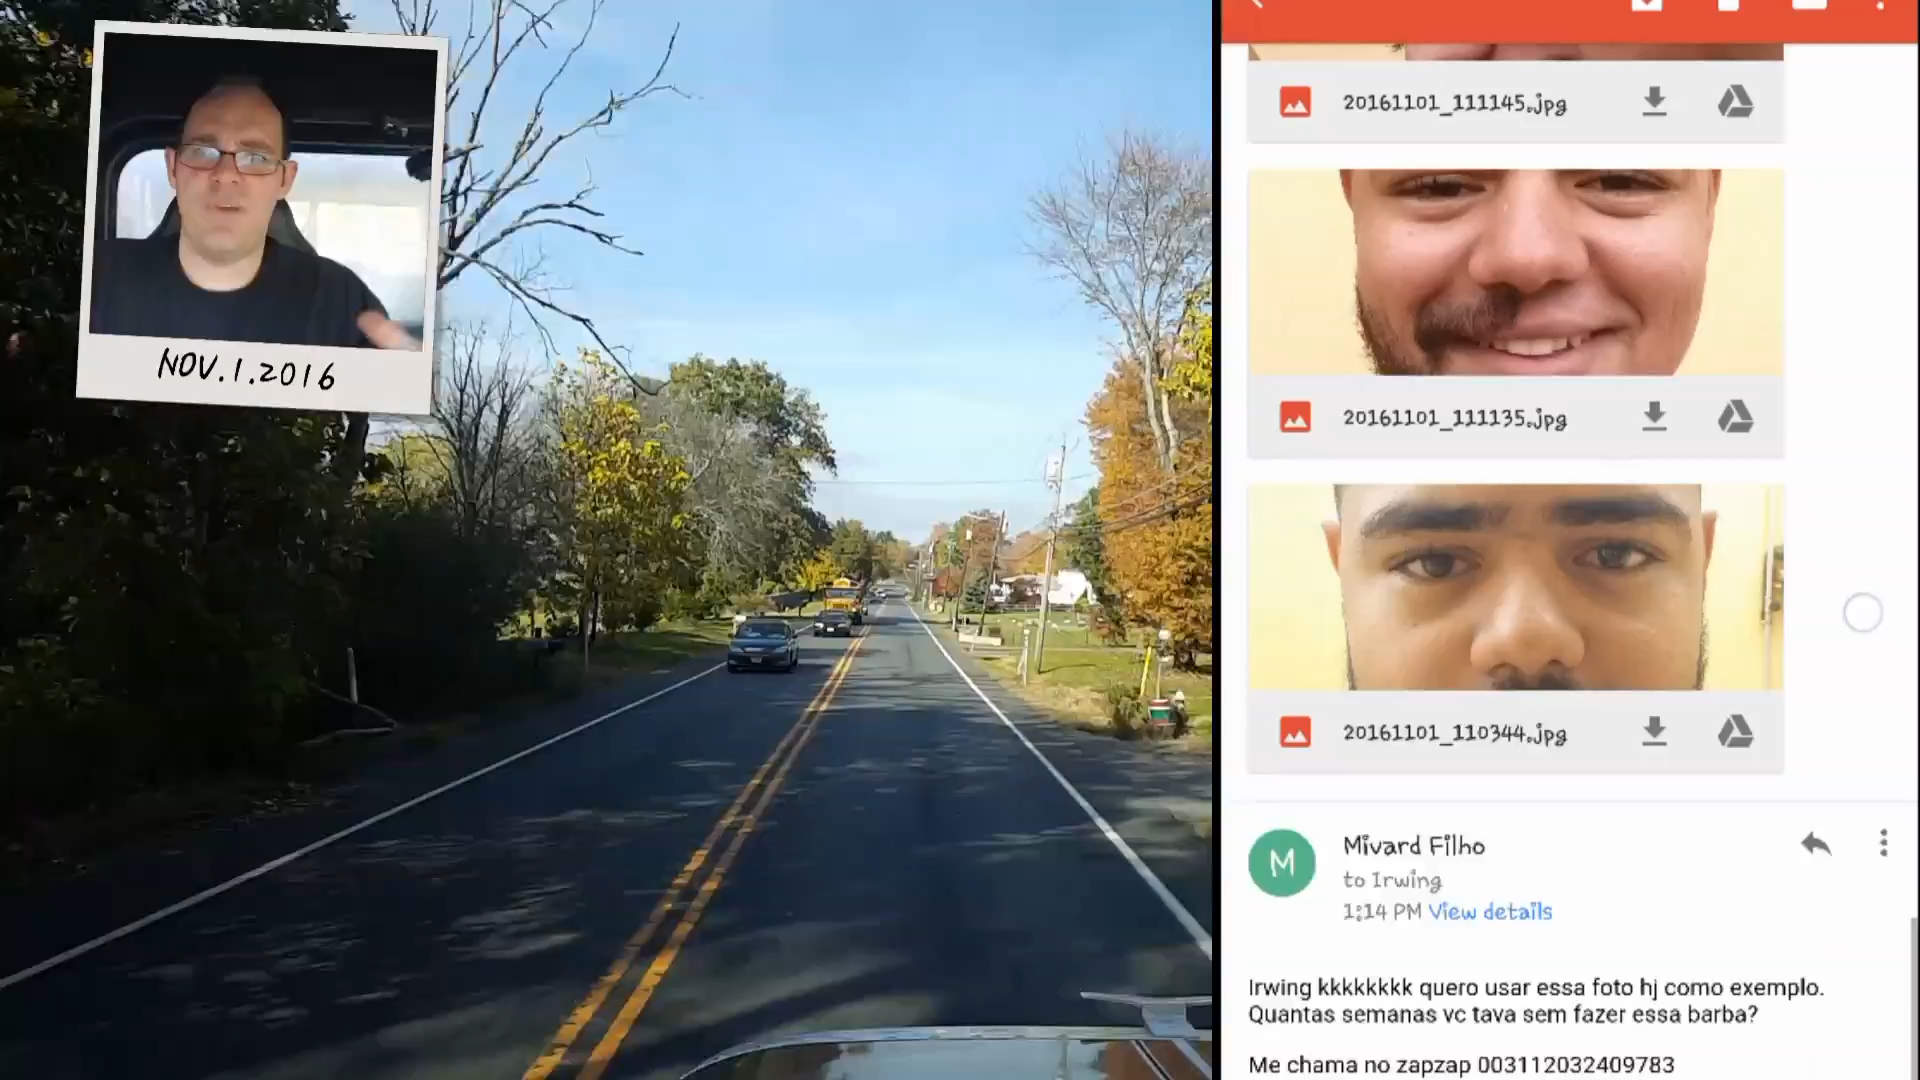 NOV.1.2016
20161101_111145.jpg
20161101_111135.jpg
20161101_110344.jpg
M
Mivard Filho
to Irwing
1:14 PM View details
Irwing kkkkkkkk quero usar essa foto hj como exemplo.
Quantas semanas vc tava sem fazer essa barba?
Me chama no zapzap 003112032409783